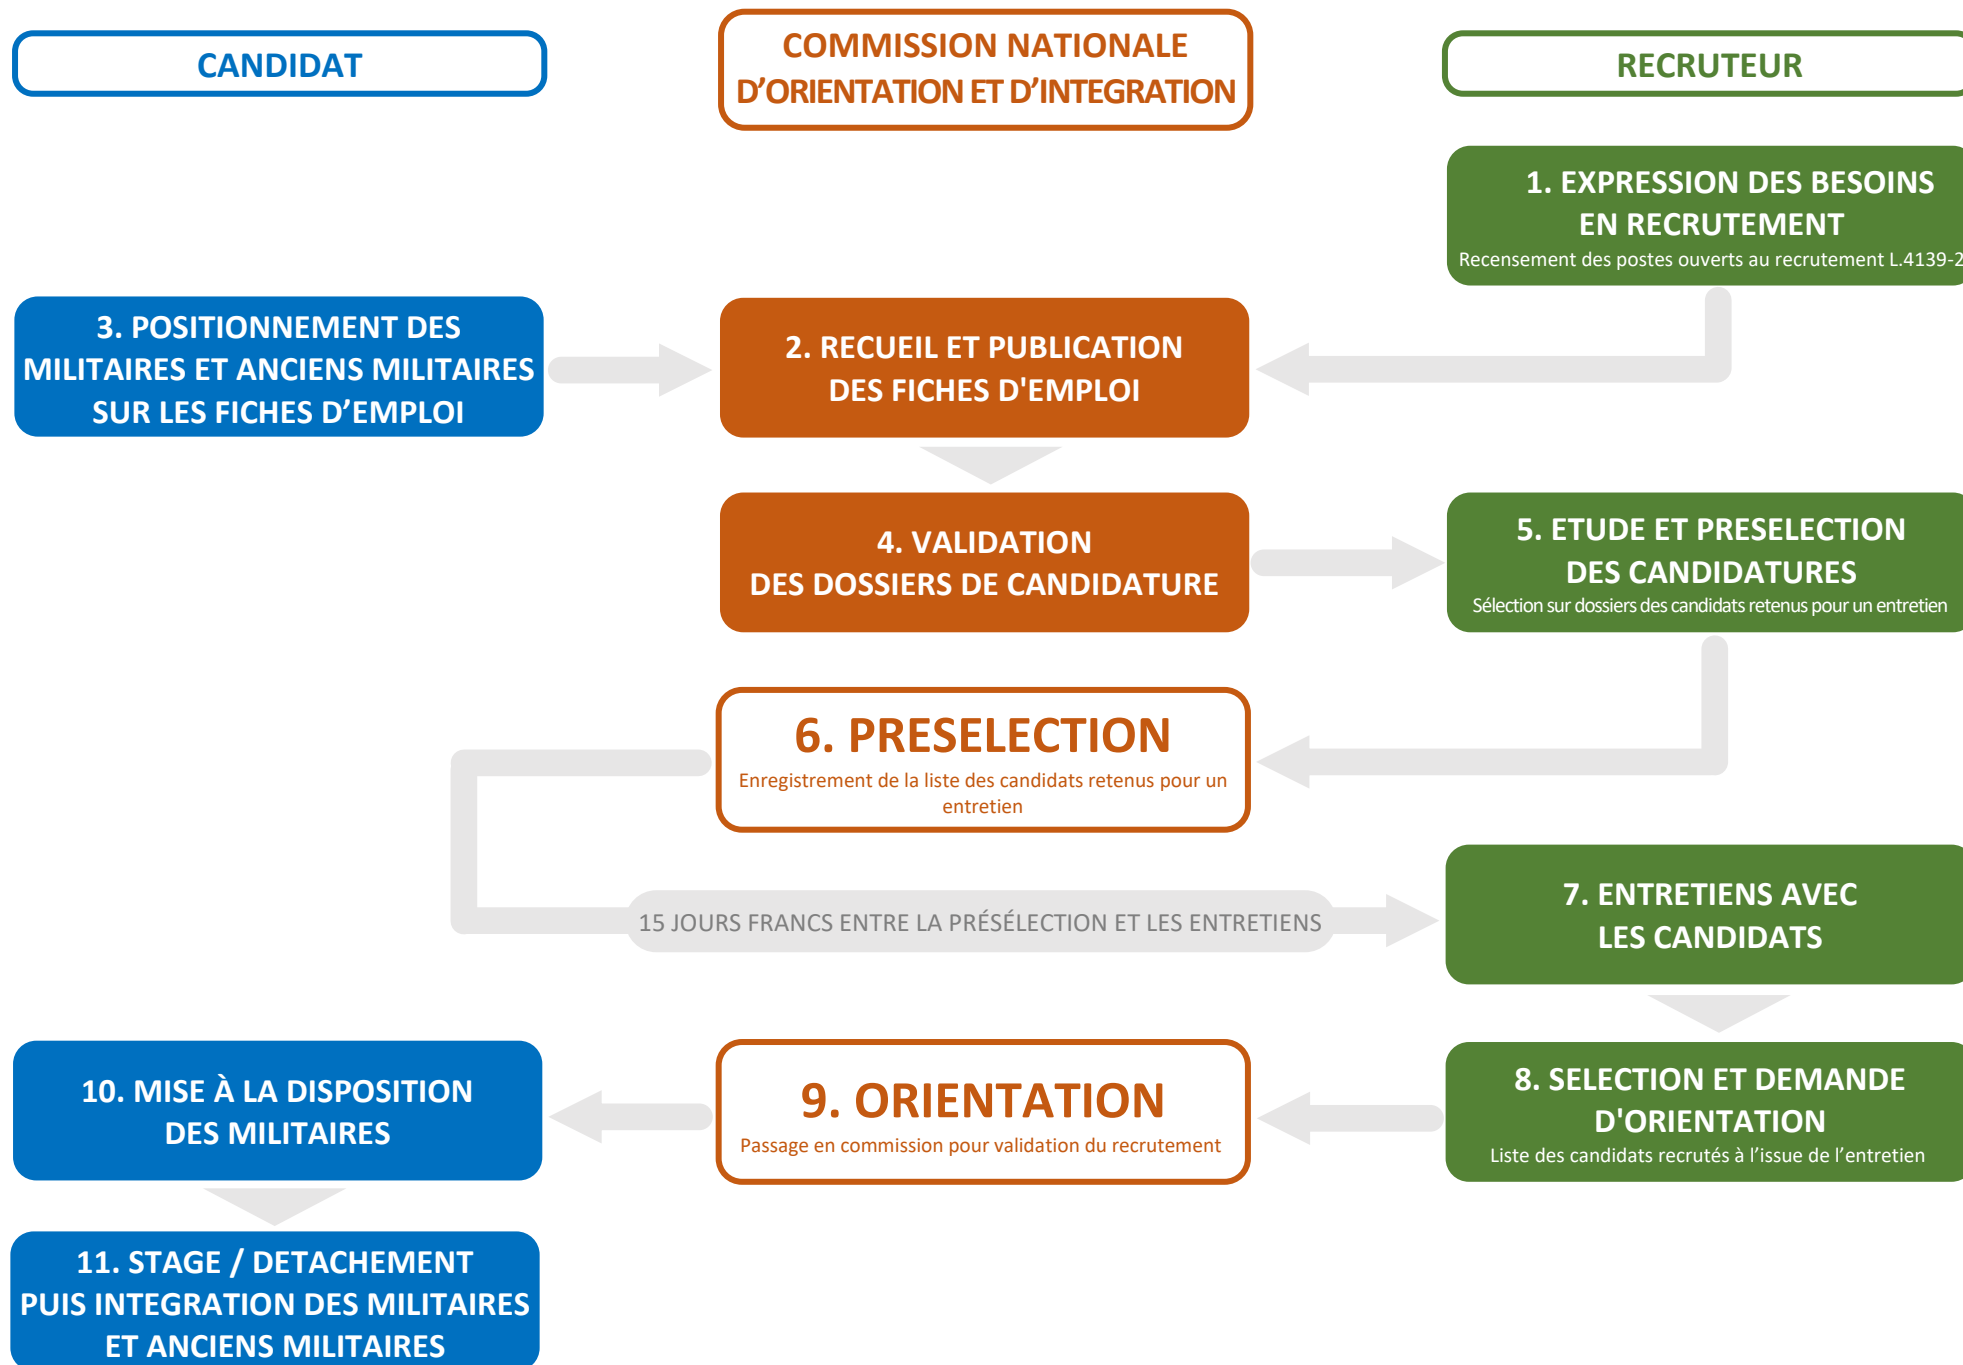 CANDIDAT
COMMISSION NATIONALE
D'ORIENTATION ET D'INTEGRATION
RECRUTEUR
1. EXPRESSION DES BESOINS
EN RECRUTEMENT
Recensement des postes ouverts au recrutement L.4139-2
3. POSITIONNEMENT DES
MILITAIRES ET ANCIENS MILITAIRES
SUR LES FICHES D’EMPLOI
2. RECUEIL ET PUBLICATION
DES FICHES D'EMPLOI
4. VALIDATION
DES DOSSIERS DE CANDIDATURE
5. ETUDE ET PRESELECTION
DES CANDIDATURES
Sélection sur dossiers des candidats retenus pour un entretien
6. PRESELECTION
Enregistrement de la liste des candidats retenus pour un
entretien
15 JOURS FRANCS ENTRE LA PRÉSÉLECTION ET LES ENTRETIENS
7. ENTRETIENS AVEC
LES CANDIDATS
10. MISE À LA DISPOSITION
DES MILITAIRES
9. ORIENTATION
Passage en commission pour validation du recrutement
8. SELECTION ET DEMANDE
D'ORIENTATION
Liste des candidats recrutés à l’issue de l’entretien
11. STAGE / DETACHEMENT
PUIS INTEGRATION DES MILITAIRES
ET ANCIENS MILITAIRES